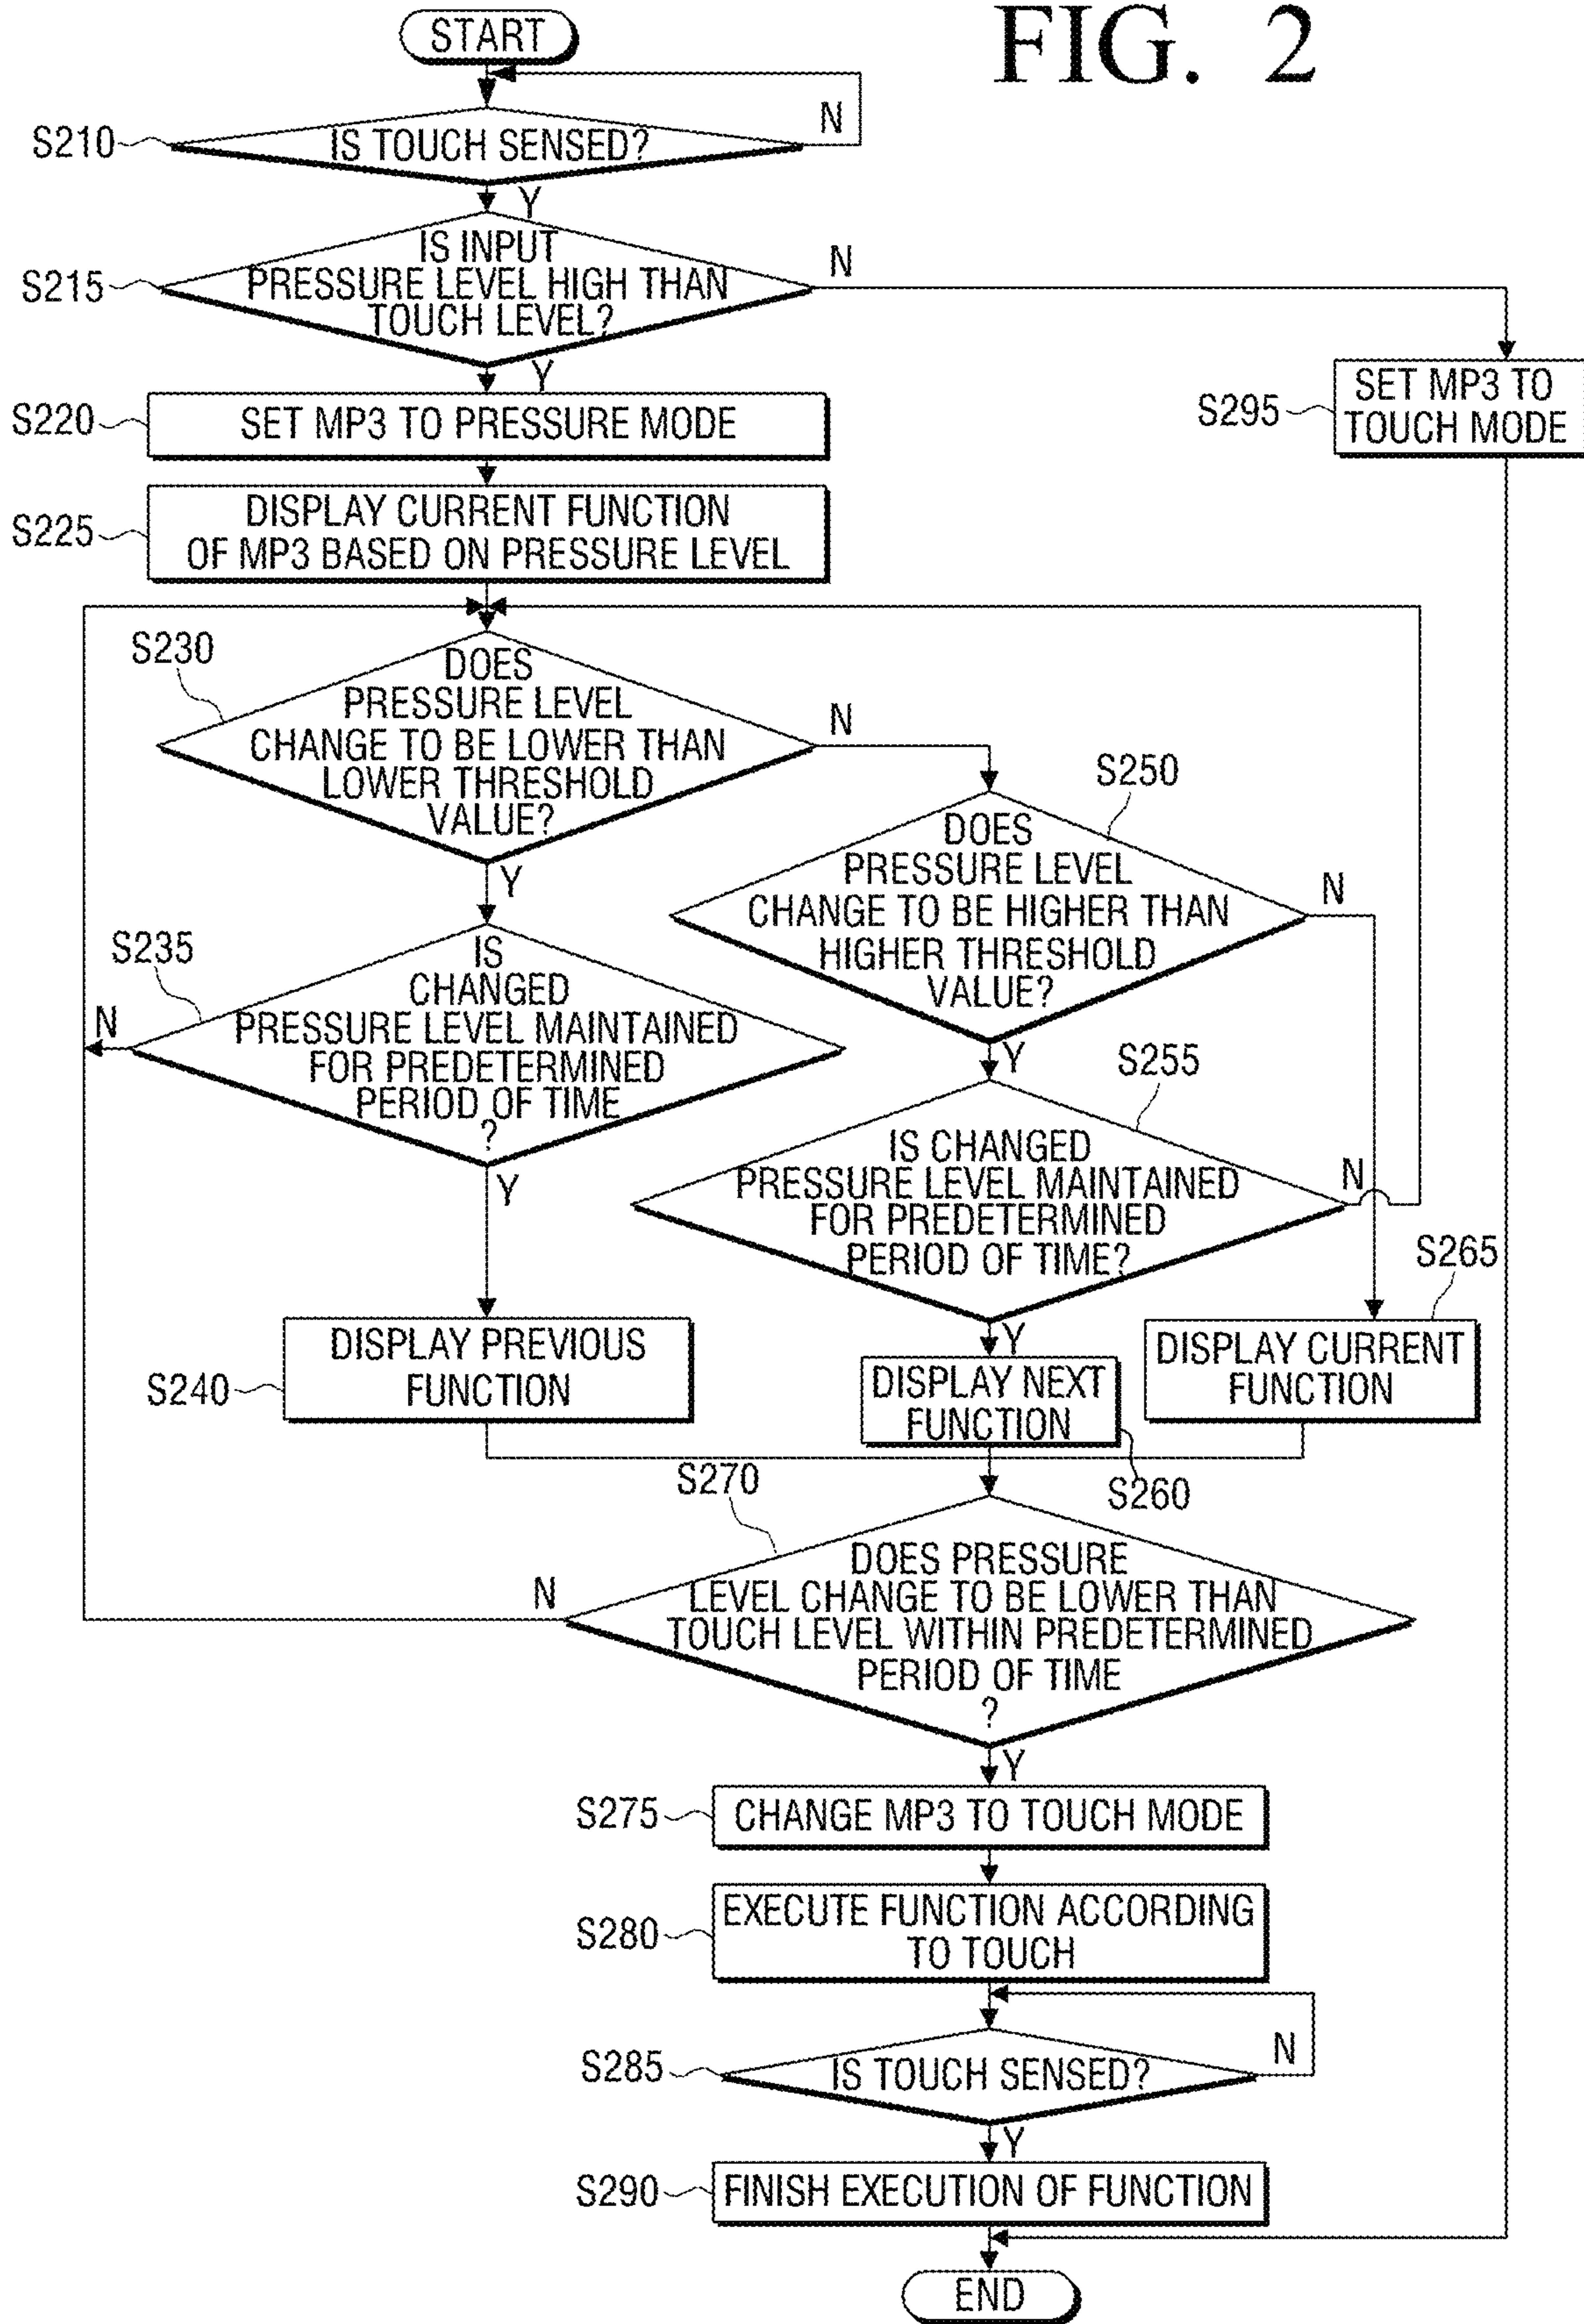 FIG. 2
START
S210
IS TOUCH SENSED?
N
Y
S215
IS INPUT
PRESSURE LEVEL HIGH THAN
TOUCH LEVEL?
N
Y
S220
SET MP3 TO PRESSURE MODE
S295
SET MP3 TO
TOUCH MODE
S225
DISPLAY CURRENT FUNCTION
OF MP3 BASED ON PRESSURE LEVEL
S230
DOES
PRESSURE LEVEL
CHANGE TO BE LOWER THAN
LOWER THRESHOLD
VALUE?
N
Y
S250
DOES
PRESSURE LEVEL
CHANGE TO BE HIGHER THAN
HIGHER THRESHOLD
VALUE?
N
Y
S235
IS
CHANGED
PRESSURE LEVEL MAINTAINED
FOR PREDETERMINED
PERIOD OF TIME
?
N
Y
S255
IS CHANGED
PRESSURE LEVEL MAINTAINED
FOR PREDETERMINED
PERIOD OF TIME?
N
Y
S240
DISPLAY PREVIOUS
FUNCTION
DISPLAY NEXT
FUNCTION
S260
S265
DISPLAY CURRENT
FUNCTION
S270
DOES PRESSURE
LEVEL CHANGE TO BE LOWER THAN
TOUCH LEVEL WITHIN PREDETERMINED
PERIOD OF TIME
?
N
Y
S275
CHANGE MP3 TO TOUCH MODE
S280
EXECUTE FUNCTION ACCORDING
TO TOUCH
S285
IS TOUCH SENSED?
N
Y
S290
FINISH EXECUTION OF FUNCTION
END